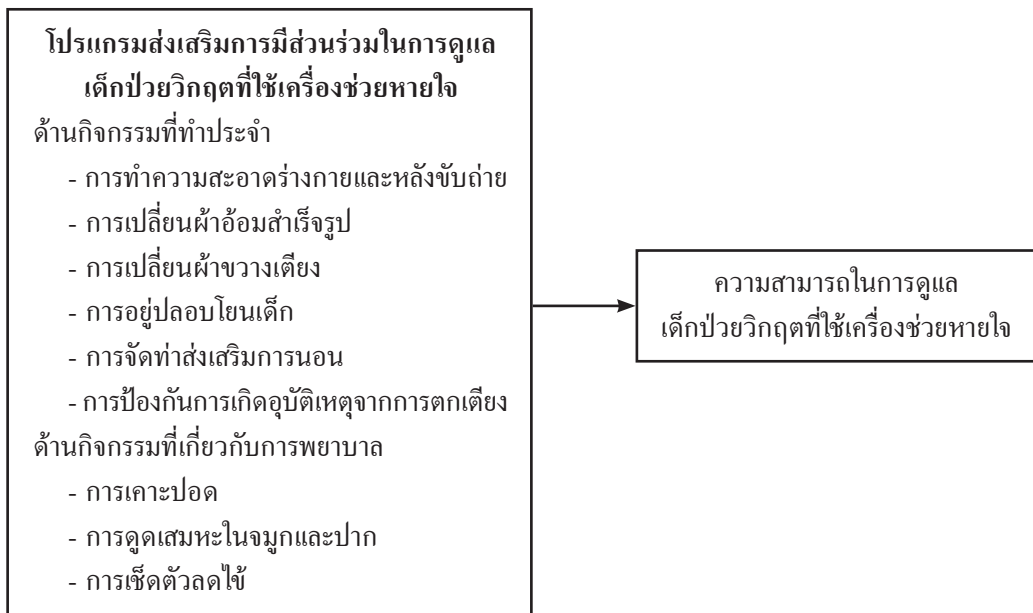 โปรแกรมส่งเสริมการมีส่วนร่วมในการดูแล
เด็กป่วยวิกฤตที่ใช้เครื่องช่วยหายใจ
ด้านกิจกรรมที่ทำประจำ
- การทำความสะอาดร่างกายและหลังขับถ่าย
- การเปลี่ยนผ้าอ้อมสำเร็จรูป
- การเปลี่ยนผ้าขวางเตียง
- การอยู่ปลอบโยนเด็ก
- การจัดท่าส่งเสริมการนอน
- การป้องกันการเกิดอุบัติเหตุจากการตกเตียง
ด้านกิจกรรมที่เกี่ยวกับการพยาบาล
- การเคาะปอด
- การดูดเสมหะในจมูกและปาก
- การเช็ดตัวลดไข้
ความสามารถในการดูแล
เด็กป่วยวิกฤตที่ใช้เครื่องช่วยหายใจ